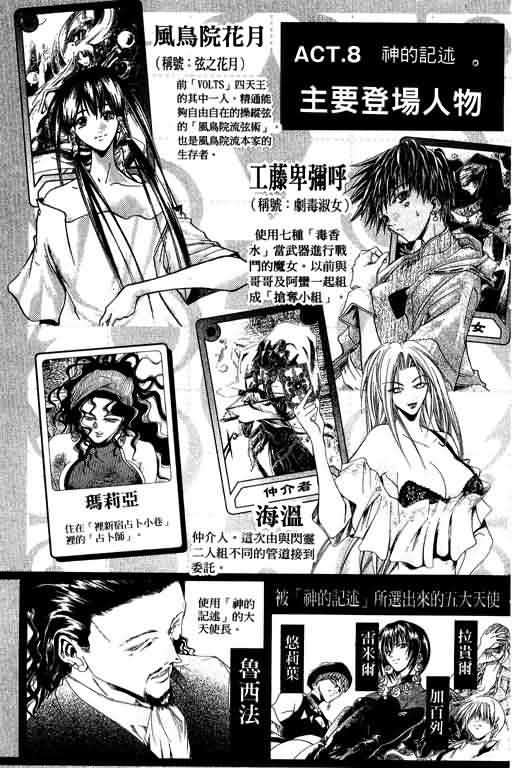 ACT.8 神的記述。
主要登場人物
風鳥院花月
(稱號:弦之花月)
前「VOLTS」四天王
的其中一人,精通能
夠自由自在的操縱弦
的「風鳥院流弦術」,
也是風鳥院流本家的
生存者。
工藤卑彌呼
(稱號:劇毒淑女)
使用七種「毒香
水」當武器進行戰
鬥的魔女。以前與
哥哥及阿蠻一起組
成「搶奪小組」。
女
瑪莉亞
住在「裡新宿占卜小巷」
裡的「占卜師」。
仲介者
海溫
仲介人。這次由與閃靈
二人組不同的管道接到
委託。
使用「神的
記述」的大
天使長。
魯西法
被「神的記述」所選出來的五大天使
悠莉葉
雷米爾
加百列
拉貴爾